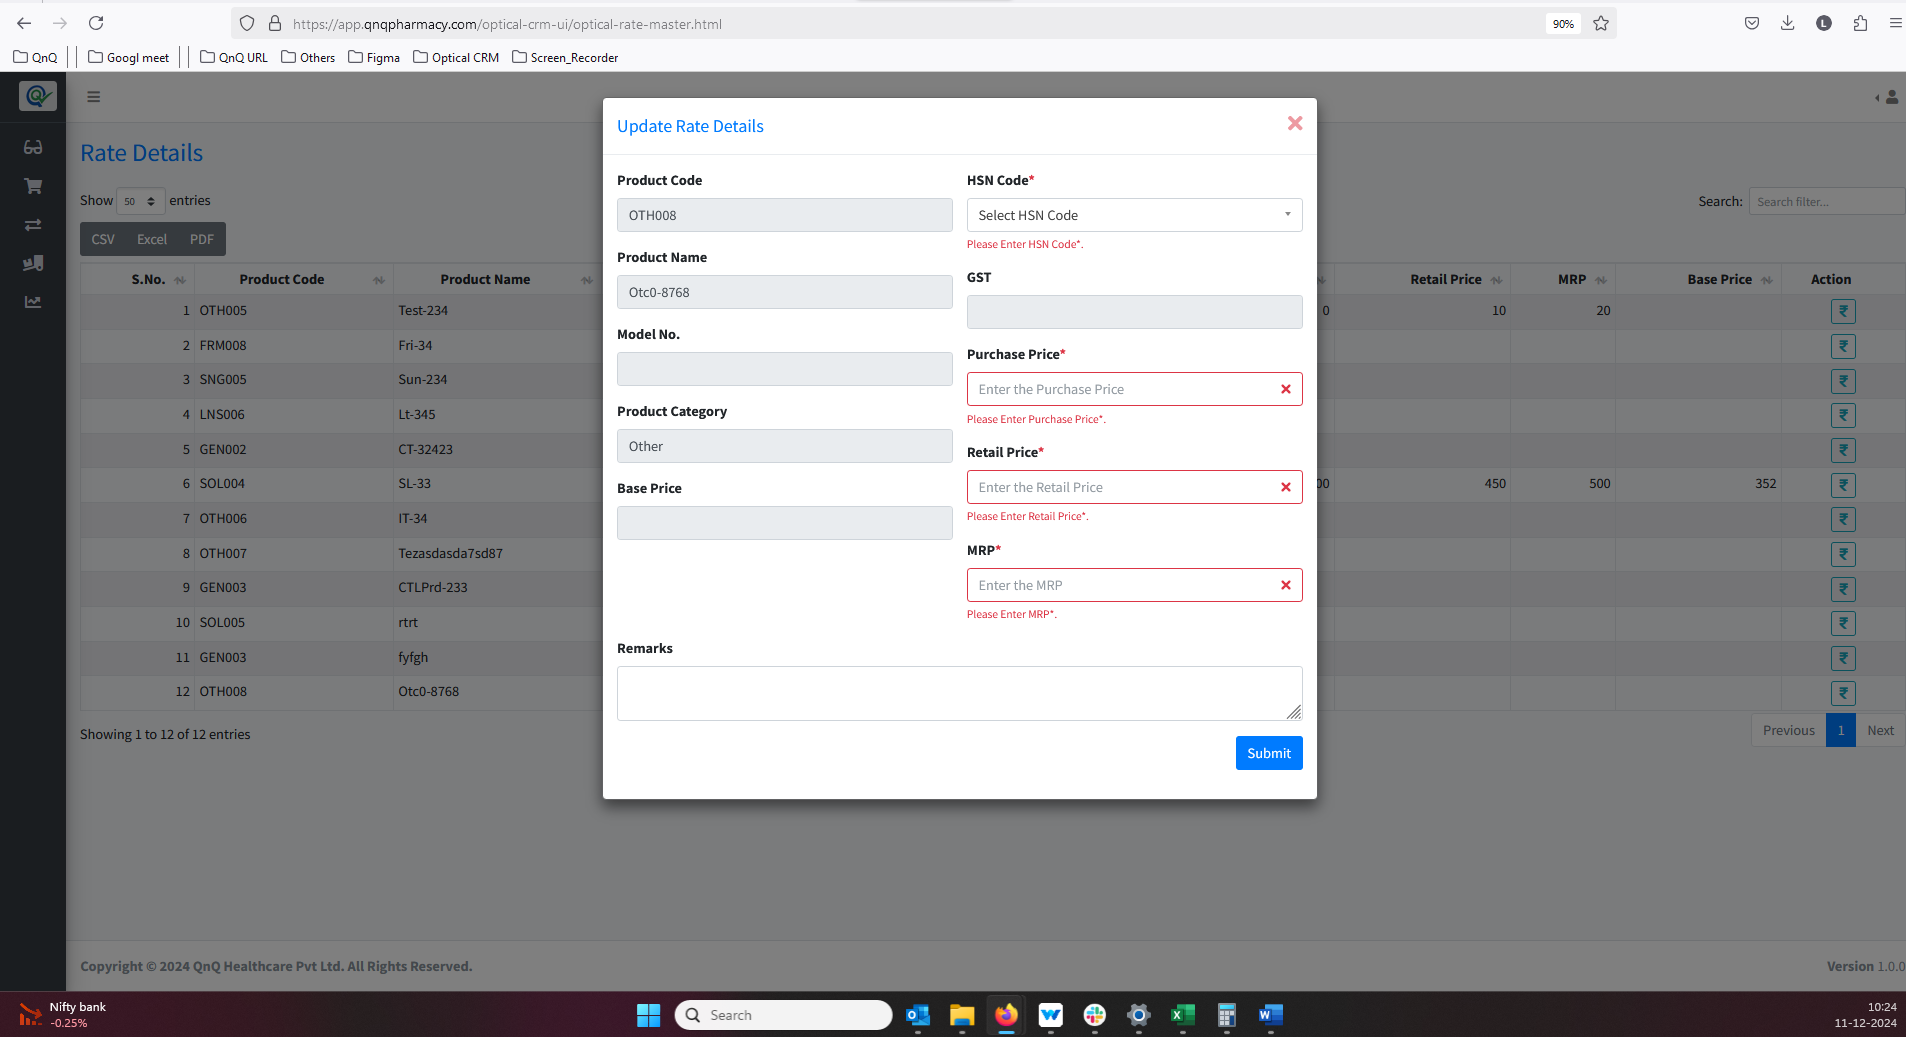 https://app.qnqpharmacy.com/optical-crm-ui/optical-rate-master.html
90%
L
QnQ
Googl meet
QnQ URL
Others
Figma
Optical CRM
Screen_Recorder
Rate Details
Show 50 entries
Search: Search filter...
CSV Excel PDF
S.No. Product Code Product Name Retail Price MRP Base Price Action
1 OTH005 Test-234 0 10 20
2 FRM008 Fri-34
3 SNG005 Sun-234
4 LNS006 Lt-345
5 GEN002 CT-32423
6 SOL004 SL-33 00 450 500 352
7 OTH006 IT-34
8 OTH007 Tezasdasda7sd87
9 GEN003 CTLPrd-233
10 SOL005 rtrt
11 GEN003 fyfgh
12 OTH008 Otc0-8768
Showing 1 to 12 of 12 entries
Previous 1 Next
Update Rate Details
Product Code
OTH008
Product Name
Otc0-8768
Model No.
Product Category
Other
Base Price
HSN Code*
Select HSN Code
Please Enter HSN Code*.
GST
Purchase Price*
Enter the Purchase Price
Please Enter Purchase Price*.
Retail Price*
Enter the Retail Price
Please Enter Retail Price*.
MRP*
Enter the MRP
Please Enter MRP*.
Remarks
Submit
Copyright © 2024 QnQ Healthcare Pvt Ltd. All Rights Reserved.
Version 1.0.0
Nifty bank
-0.25%
Search
10:24
11-12-2024